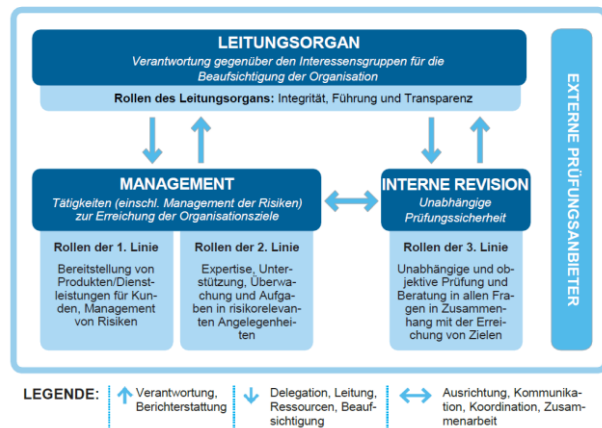 LEITUNGSORGAN
Verantwortung gegenüber den Interessensgruppen für die
Beaufsichtigung der Organisation
Rollen des Leitungsorgans: Integrität, Führung und Transparenz
MANAGEMENT
Tätigkeiten (einschl. Management der Risiken)
zur Erreichung der Organisationsziele
Rollen der 1. Linie
Bereitstellung von
Produkten/Dienst-
leistungen für Kun-
den, Management
von Risiken
Rollen der 2. Linie
Expertise, Unter-
stützung, Überwa-
chung und Aufga-
ben in risikorelevan-
ten Angelegenhei-
ten
INTERNE REVISION
Unabhängige
Prüfungssicherheit
Rollen der 3. Linie
Unabhängige und ob-
jektive Prüfung und
Beratung in allen Fra-
gen in Zusammen-
hang mit der Errei-
chung von Zielen
EXTERNE PRÜFUNGSANBIETER
LEGENDE:
Verantwortung,
Berichterstattung
Delegation, Leitung,
Ressourcen, Beauf-
sichtigung
Ausrichtung, Kommunika-
tion, Koordination, Zusam-
menarbeit